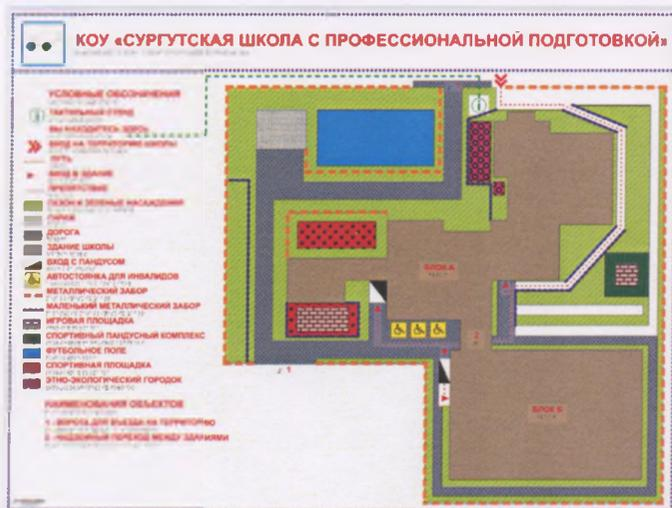 КОУ «СУРГУТСКАЯ ШКОЛА С ПРОФЕССИОНАЛЬНОЙ ПОДГОТОВКОЙ»
УСЛОВНЫЕ ОБОЗНАЧЕНИЯ
ТАКТИЛЬНЫЙ СТЕНД
ВЫ НАХОДИТЕСЬ ЗДЕСЬ
ВХОД НА ТЕРРИТОРИЮ ШКОЛЫ
ПУТЬ
ВХОД В ЗДАНИЕ
ПРЕПЯТСТВИЕ
ГАЗОН И ЗЕЛЕНЫЕ НАСАЖДЕНИЯ
ГАРАЖ
ДОРОГА
ЗДАНИЕ ШКОЛЫ
ВХОД С ПАНДУСОМ
АВТОСТОЯНКА ДЛЯ ИНВАЛИДОВ
МЕТАЛЛИЧЕСКИЙ ЗАБОР
МАЛЕНЬКИЙ МЕТАЛЛИЧЕСКИЙ ЗАБОР
ИГРОВАЯ ПЛОЩАДКА
СПОРТИВНЫЙ ПАНДУСНЫЙ КОМПЛЕКС
ФУТБОЛЬНОЕ ПОЛЕ
СПОРТИВНАЯ ПЛОЩАДКА
ЭТНО-ЭКОЛОГИЧЕСКИЙ ГОРОДОК
НАИМЕНОВАНИЯ ОБЪЕКТОВ
1 - ВОРОТА ДЛЯ ВЪЕЗДА НА ТЕРРИТОРИЮ
2 - НАДЗЕМНЫЙ ПЕРЕХОД МЕЖДУ ЗДАНИЯМИ
БЛОК А
2
1
БЛОК Б